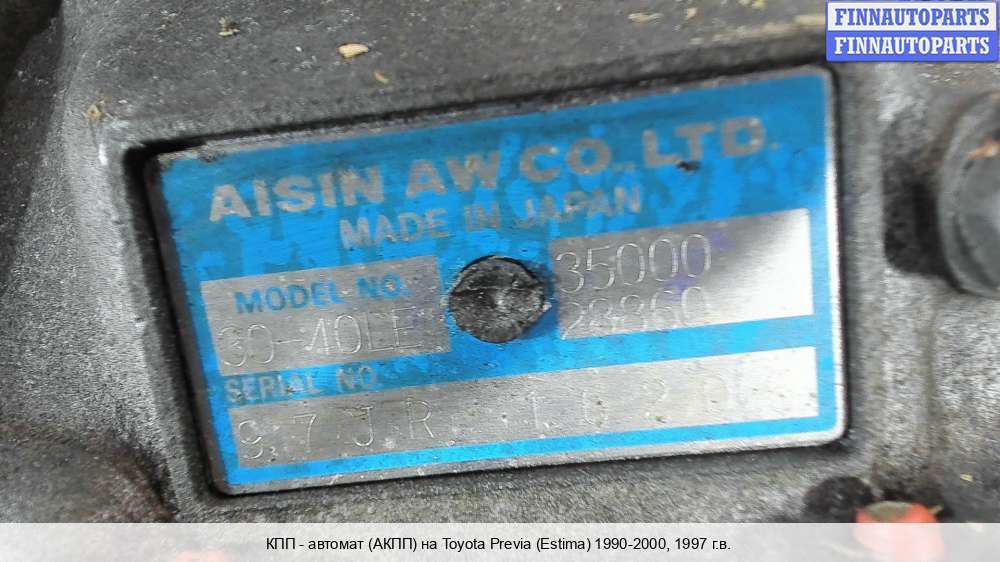 FINNAUTOPARTS
FINNAUTOPARTS
AISIN AW CO., LTD.
MADE IN JAPAN
MODEL NO.
30-40LE
35000
28860
SERIAL NO.
97JR
КПП - автомат (АКПП) на Toyota Previa (Estima) 1990-2000, 1997 г.в.